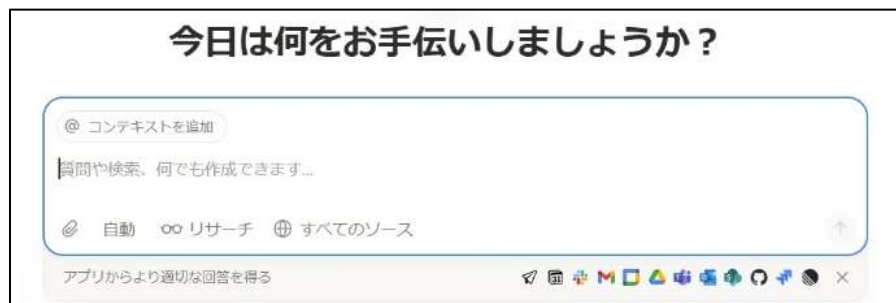 今日は何をお手伝いしましょうか？
@ コンテキストを追加
質問や検索、何でも作成できます...
自動 リサーチ すべてのソース
アプリからより適切な回答を得る